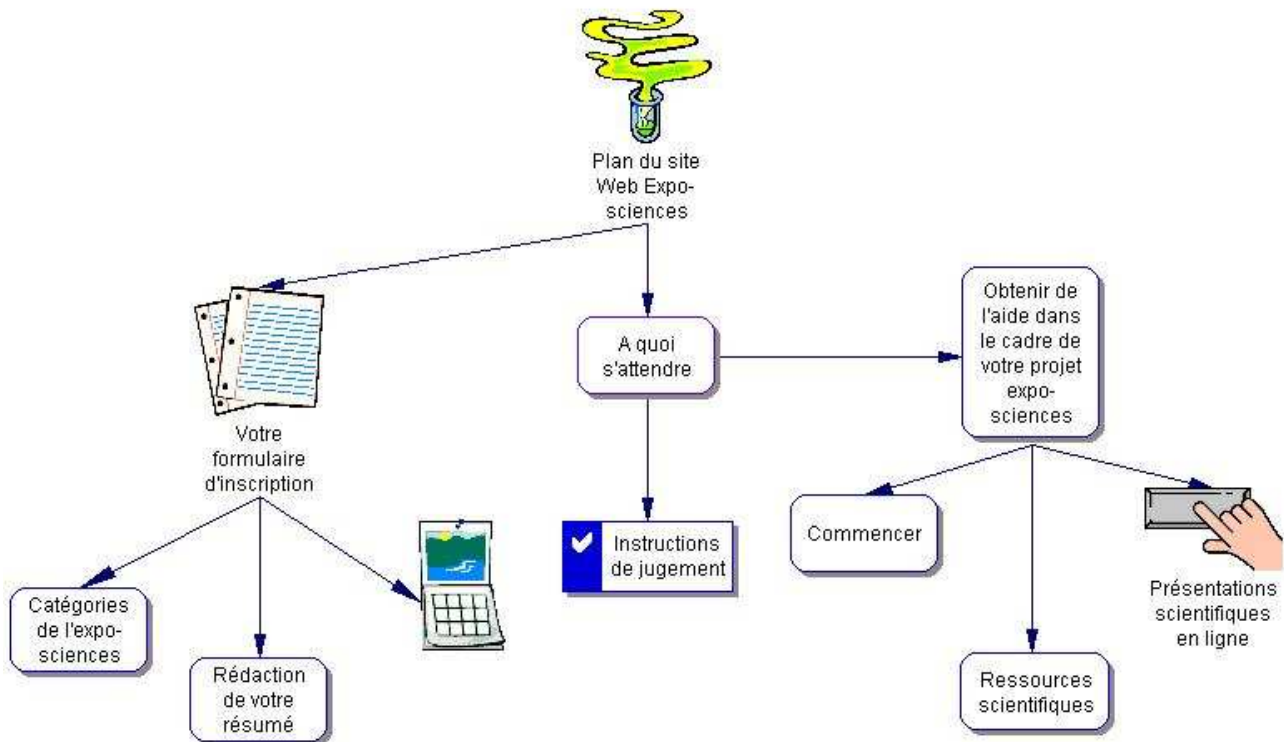 Plan du site
Web Expo-
sciences
Obtenir de
l'aide dans
le cadre de
votre projet
expo-
sciences
A quoi
s'attendre
Votre
formulaire
d'inscription
Commencer
Instructions
de jugement
Présentations
scientifiques
en ligne
Catégories
de l'expo-
sciences
Rédaction
de votre
résumé
Ressources
scientifiques